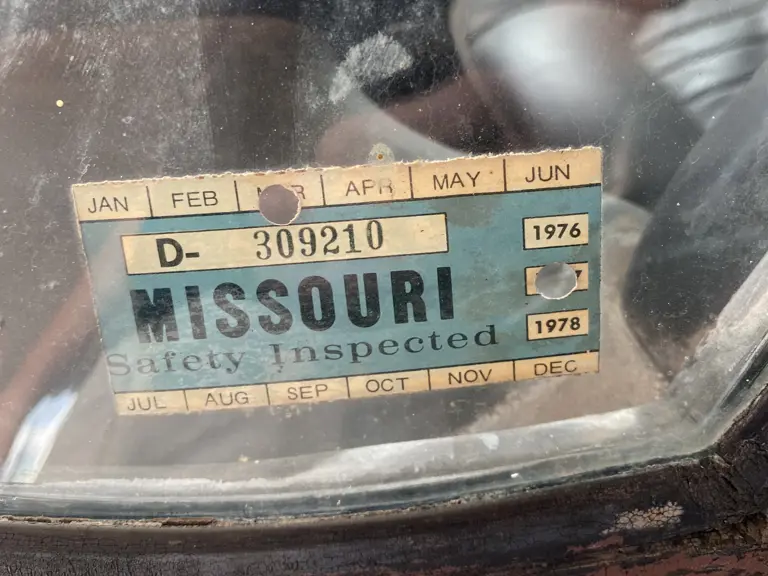 JAN FEB APR MAY JUN
D- 309210
1976
MISSOURI
1978
Safety Inspected
JUL AUG SEP OCT NOV DEC